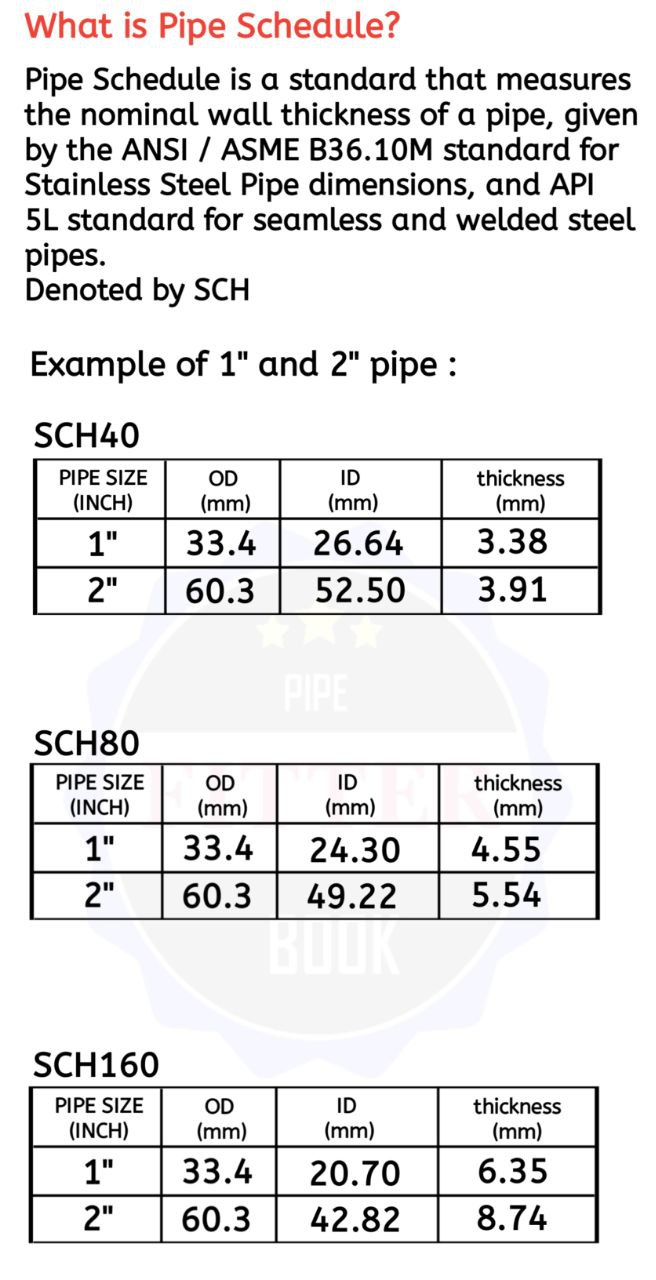 What is Pipe Schedule?
Pipe Schedule is a standard that measures
the nominal wall thickness of a pipe, given
by the ANSI / ASME B36.10M standard for
Stainless Steel Pipe dimensions, and API
5L standard for seamless and welded steel
pipes.
Denoted by SCH
Example of 1" and 2" pipe :
SCH40
PIPE SIZE (INCH) OD (mm) ID (mm) thickness (mm)
1" 33.4 26.64 3.38
2" 60.3 52.50 3.91
PIPE
SCH80
PIPE SIZE (INCH) OD (mm) ID (mm) thickness (mm)
FITTER
1" 33.4 24.30 4.55
2" 60.3 49.22 5.54
BOOK
SCH160
PIPE SIZE (INCH) OD (mm) ID (mm) thickness (mm)
1" 33.4 20.70 6.35
2" 60.3 42.82 8.74